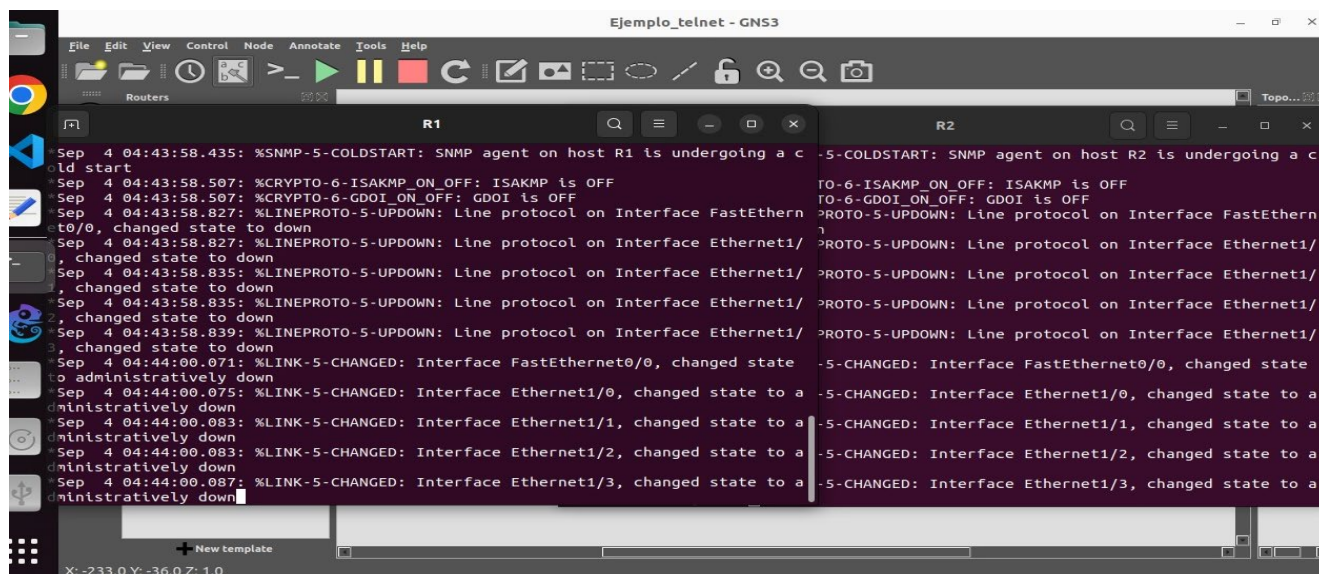 Ejemplo_telnet - GNS3
File Edit View Control Node Annotate Tools Help
Routers
Topo...
R1
*Sep  4 04:43:58.435: %SNMP-5-COLDSTART: SNMP agent on host R1 is undergoing a c
old start
*Sep  4 04:43:58.507: %CRYPTO-6-ISAKMP_ON_OFF: ISAKMP is OFF
*Sep  4 04:43:58.507: %CRYPTO-6-GDOI_ON_OFF: GDOI is OFF
*Sep  4 04:43:58.827: %LINEPROTO-5-UPDOWN: Line protocol on Interface FastEthern
et0/0, changed state to down
*Sep  4 04:43:58.827: %LINEPROTO-5-UPDOWN: Line protocol on Interface Ethernet1/
0, changed state to down
*Sep  4 04:43:58.835: %LINEPROTO-5-UPDOWN: Line protocol on Interface Ethernet1/
1, changed state to down
*Sep  4 04:43:58.835: %LINEPROTO-5-UPDOWN: Line protocol on Interface Ethernet1/
2, changed state to down
*Sep  4 04:43:58.839: %LINEPROTO-5-UPDOWN: Line protocol on Interface Ethernet1/
3, changed state to down
*Sep  4 04:44:00.071: %LINK-5-CHANGED: Interface FastEthernet0/0, changed state
to administratively down
*Sep  4 04:44:00.075: %LINK-5-CHANGED: Interface Ethernet1/0, changed state to a
dministratively down
*Sep  4 04:44:00.083: %LINK-5-CHANGED: Interface Ethernet1/1, changed state to a
dministratively down
*Sep  4 04:44:00.083: %LINK-5-CHANGED: Interface Ethernet1/2, changed state to a
dministratively down
*Sep  4 04:44:00.087: %LINK-5-CHANGED: Interface Ethernet1/3, changed state to a
dministratively down
R2
-5-COLDSTART: SNMP agent on host R2 is undergoing a c
TO-6-ISAKMP_ON_OFF: ISAKMP is OFF
TO-6-GDOI_ON_OFF: GDOI is OFF
PROTO-5-UPDOWN: Line protocol on Interface FastEthern
n
PROTO-5-UPDOWN: Line protocol on Interface Ethernet1/
PROTO-5-UPDOWN: Line protocol on Interface Ethernet1/
PROTO-5-UPDOWN: Line protocol on Interface Ethernet1/
PROTO-5-UPDOWN: Line protocol on Interface Ethernet1/
-5-CHANGED: Interface FastEthernet0/0, changed state
-5-CHANGED: Interface Ethernet1/0, changed state to a
-5-CHANGED: Interface Ethernet1/1, changed state to a
-5-CHANGED: Interface Ethernet1/2, changed state to a
-5-CHANGED: Interface Ethernet1/3, changed state to a
New template
X: -233.0 Y: -36.0 Z: 1.0